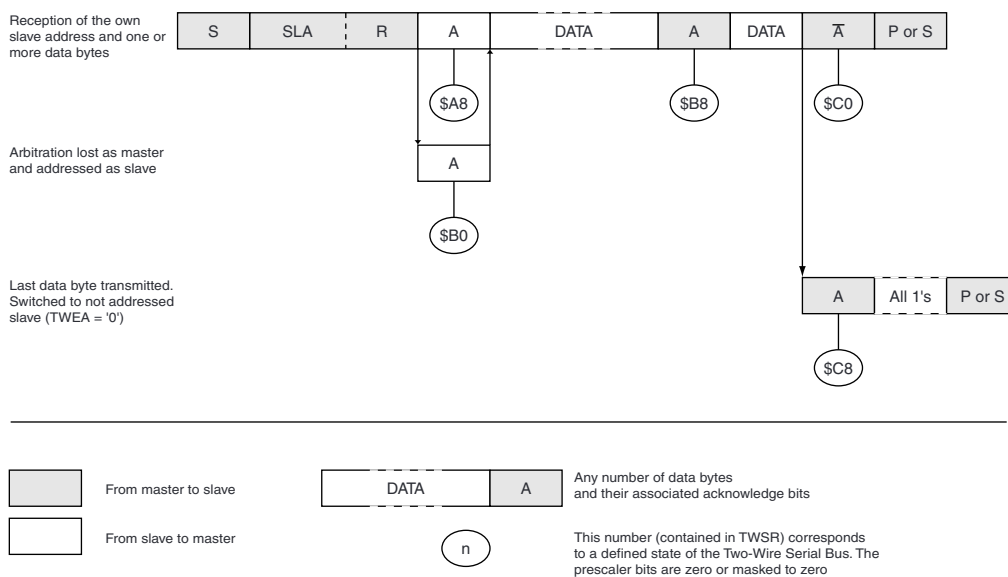 Reception of the own
slave address and one or
more data bytes
S SLA R A DATA A DATA A̅ P or S
$A8 $B8 $C0
Arbitration lost as master
and addressed as slave
A
$B0
Last data byte transmitted.
Switched to not addressed
slave (TWEA = '0')
A All 1's P or S
$C8
From master to slave
DATA A
Any number of data bytes
and their associated acknowledge bits
From slave to master
n
This number (contained in TWSR) corresponds
to a defined state of the Two-Wire Serial Bus. The
prescaler bits are zero or masked to zero